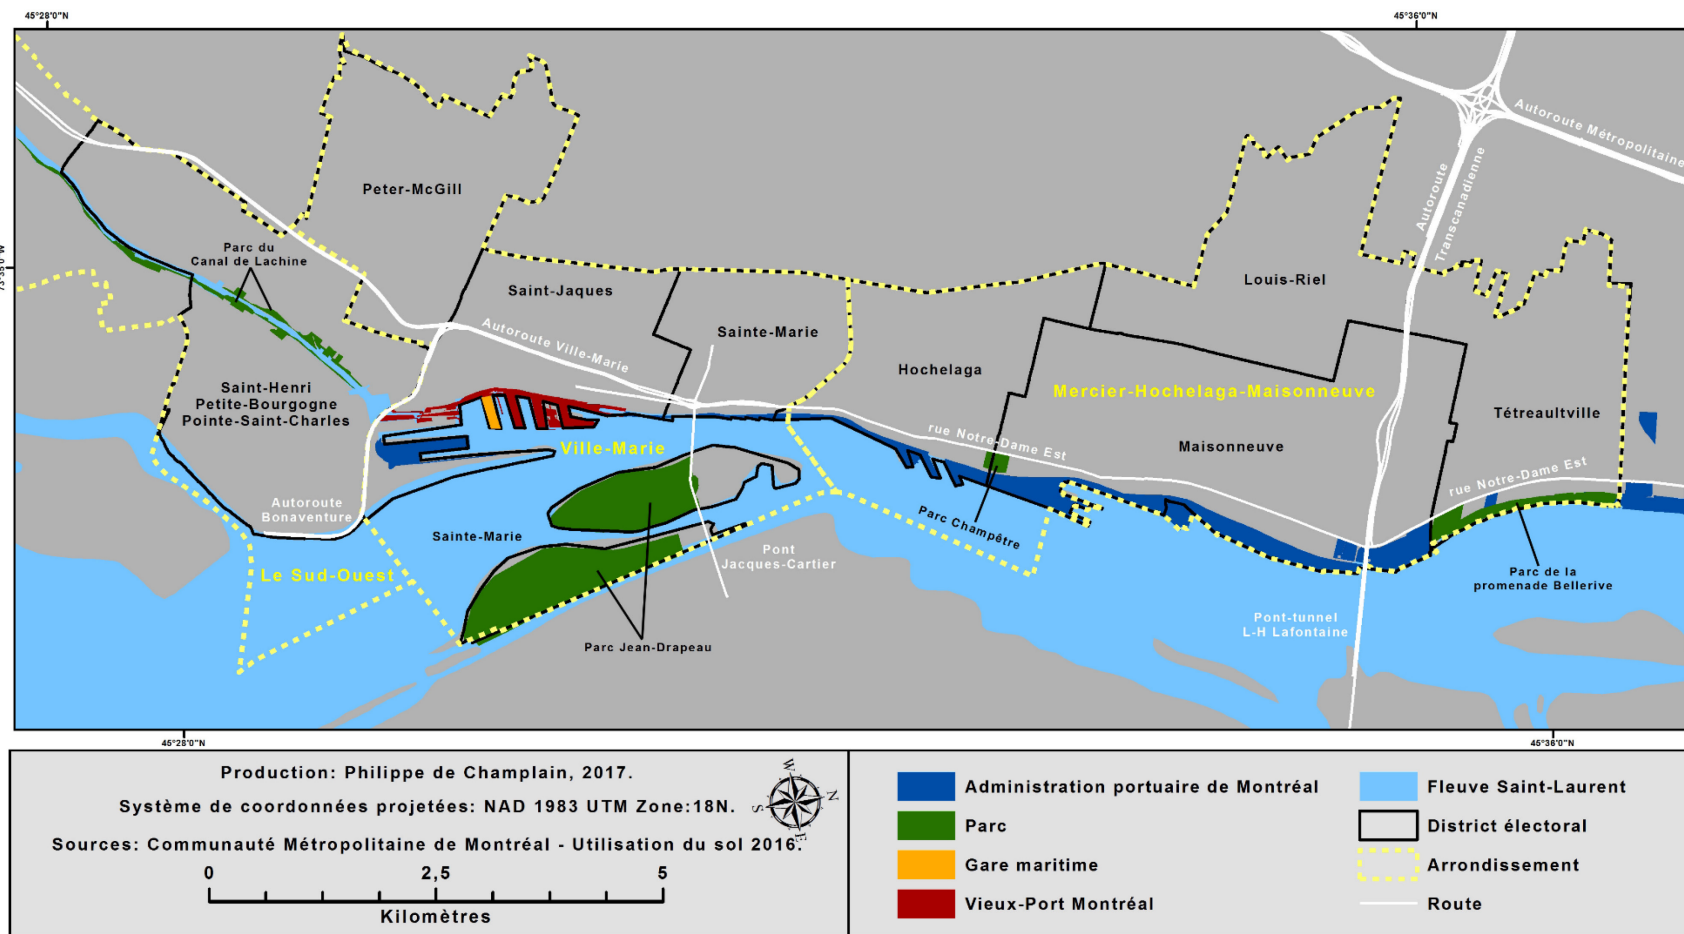 45°28'0"N
45°36'0"N
Autoroute Métropolitaine
Autoroute
Transcanadienne
Peter-McGill
Parc du
Canal de Lachine
73°35'0"W
Saint-Jaques
Autoroute Ville-Marie
Sainte-Marie
Louis-Riel
Hochelaga
Mercier-Hochelaga-Maisonneuve
Saint-Henri
Petite-Bourgogne
Pointe-Saint-Charles
Tétreaultville
Ville-Marie
rue Notre-Dame Est
Maisonneuve
rue Notre-Dame Est
Autoroute
Bonaventure
Sainte-Marie
Parc Champêtre
Pont
Jacques-Cartier
Le Sud-Ouest
Parc de la
promenade Bellerive
Pont-tunnel
L-H Lafontaine
Parc Jean-Drapeau
45°28'0"N
45°36'0"N
Production: Philippe de Champlain, 2017.
Système de coordonnées projetées: NAD 1983 UTM Zone:18N.
Sources: Communauté Métropolitaine de Montréal - Utilisation du sol 2016.
0 2,5 5
Kilomètres
W
N
S
E
Administration portuaire de Montréal
Parc
Gare maritime
Vieux-Port Montréal
Fleuve Saint-Laurent
District électoral
Arrondissement
Route